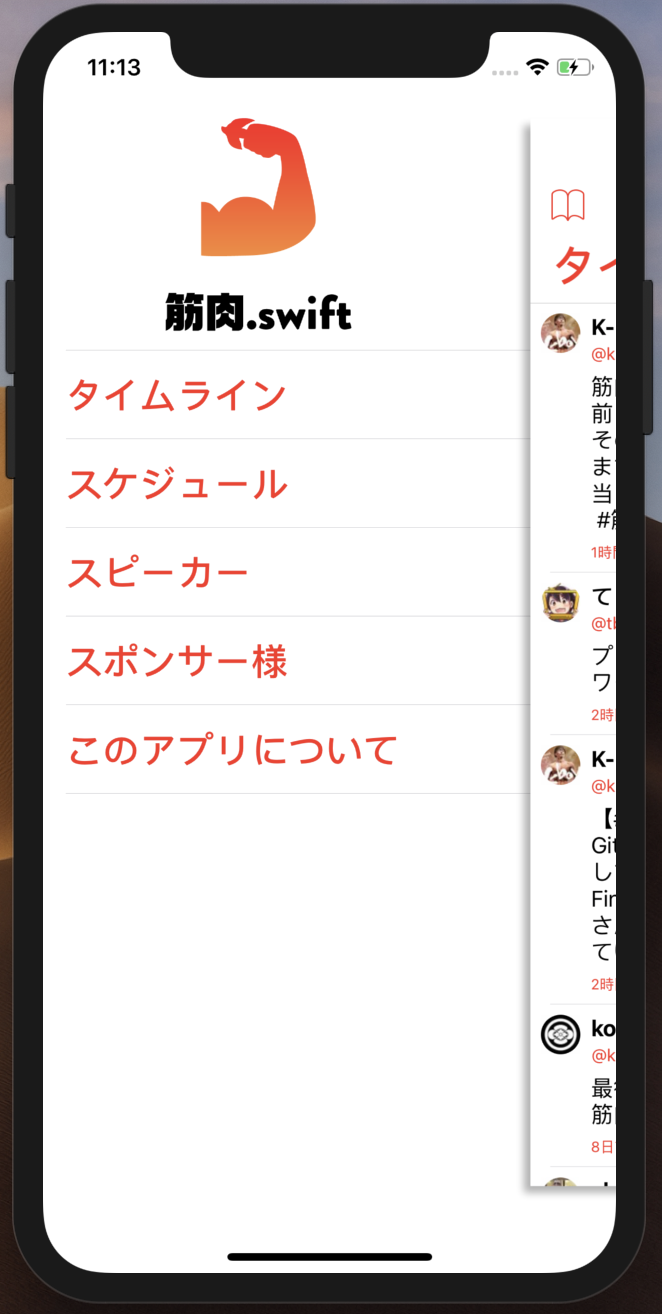 11:13
筋肉.swift
タイムライン
スケジュール
スピーカー
スポンサー様
このアプリについて
タイ
K-
@k
筋
前
そ
ま
当
#筋
1時間
て
@t
プ
ワ
2時
K-
@k
Git
し
Fin
さ
て
2時
ko
@k
最
筋
8日